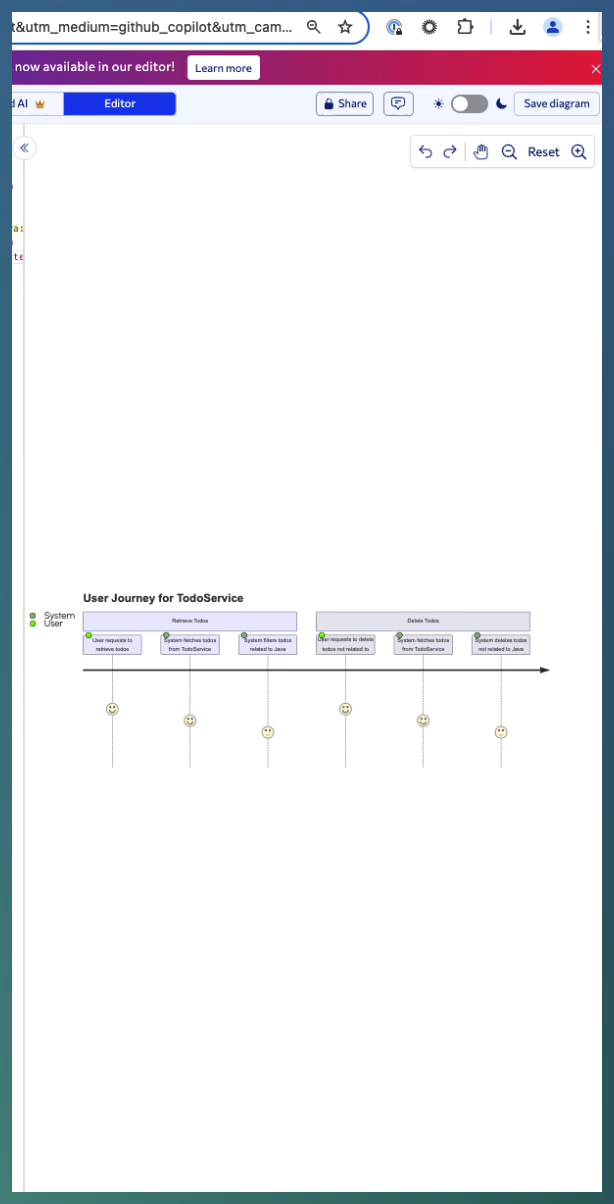 t&utm_medium=github_copilot&utm_cam...
now available in our editor! Learn more
d AI Editor Share Save diagram
Reset
a:
te
User Journey for TodoService
System
User
Retrieve Todos
Delete Todos
User requests to
retrieve todos
System fetches todos
from TodoService
System filters todos
related to Java
User requests to delete
todos not related to
System fetches todos
from TodoService
System deletes todos
not related to Java